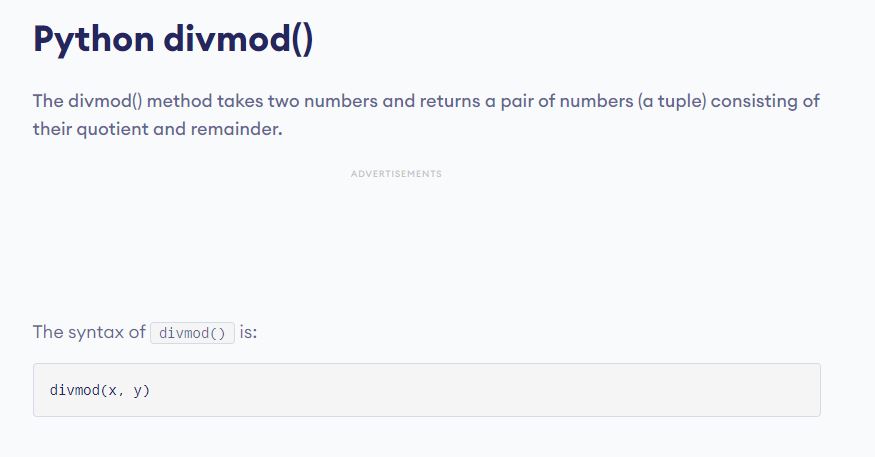 Python divmod()
The divmod() method takes two numbers and returns a pair of numbers (a tuple) consisting of
their quotient and remainder.
ADVERTISEMENTS
The syntax of divmod() is:
divmod(x, y)